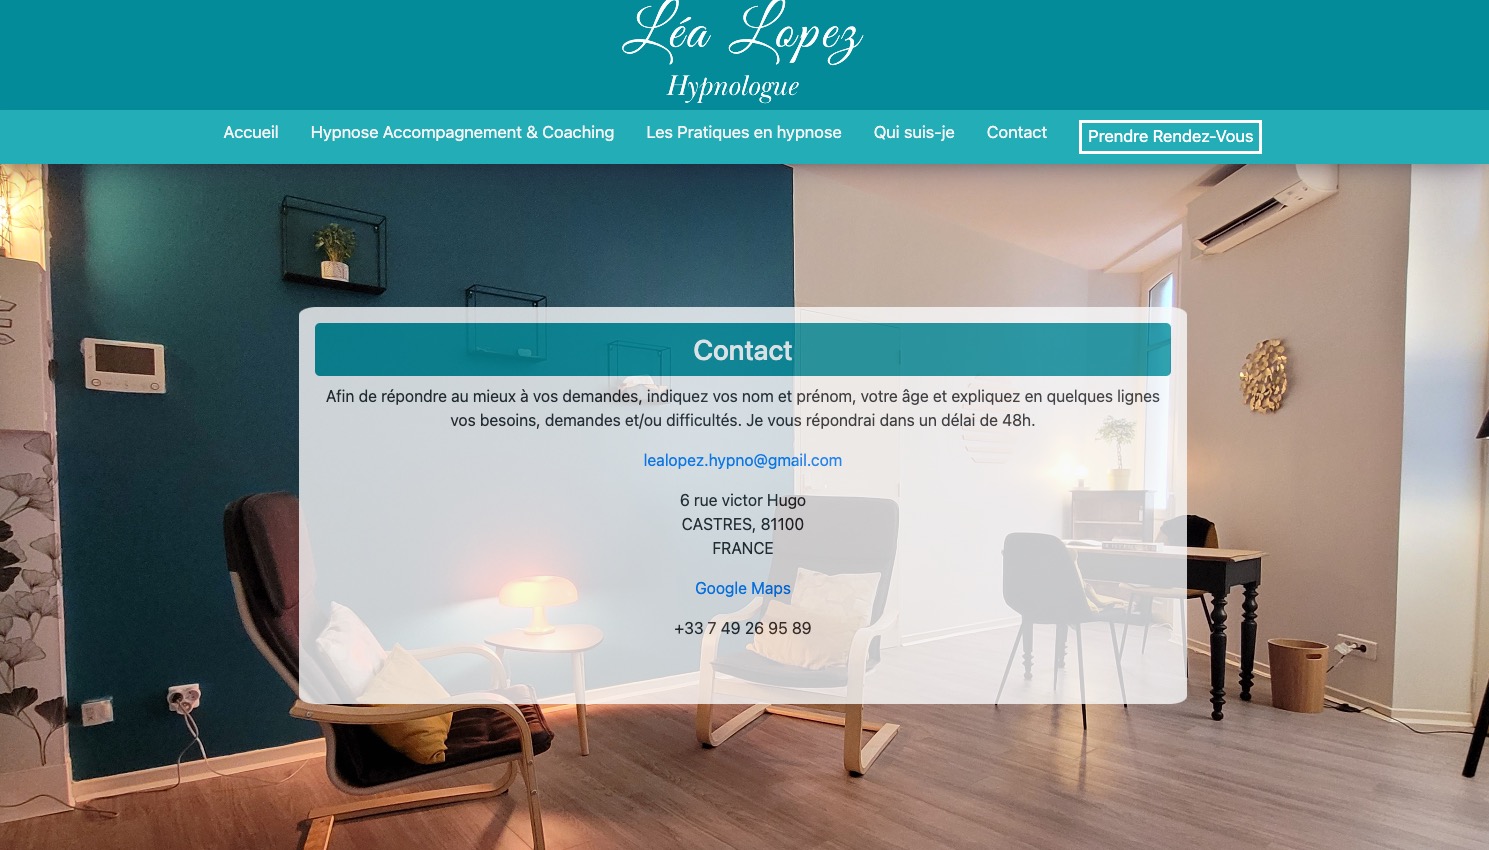 Léa Lopez
Hypnologue
Accueil Hypnose Accompagnement & Coaching Les Pratiques en hypnose Qui suis-je Contact Prendre Rendez-Vous
Contact
Afin de répondre au mieux à vos demandes, indiquez vos nom et prénom, votre âge et expliquez en quelques lignes
vos besoins, demandes et/ou difficultés. Je vous répondrai dans un délai de 48h.
lealopez.hypno@gmail.com
6 rue victor Hugo
CASTRES, 81100
FRANCE
Google Maps
+33 7 49 26 95 89